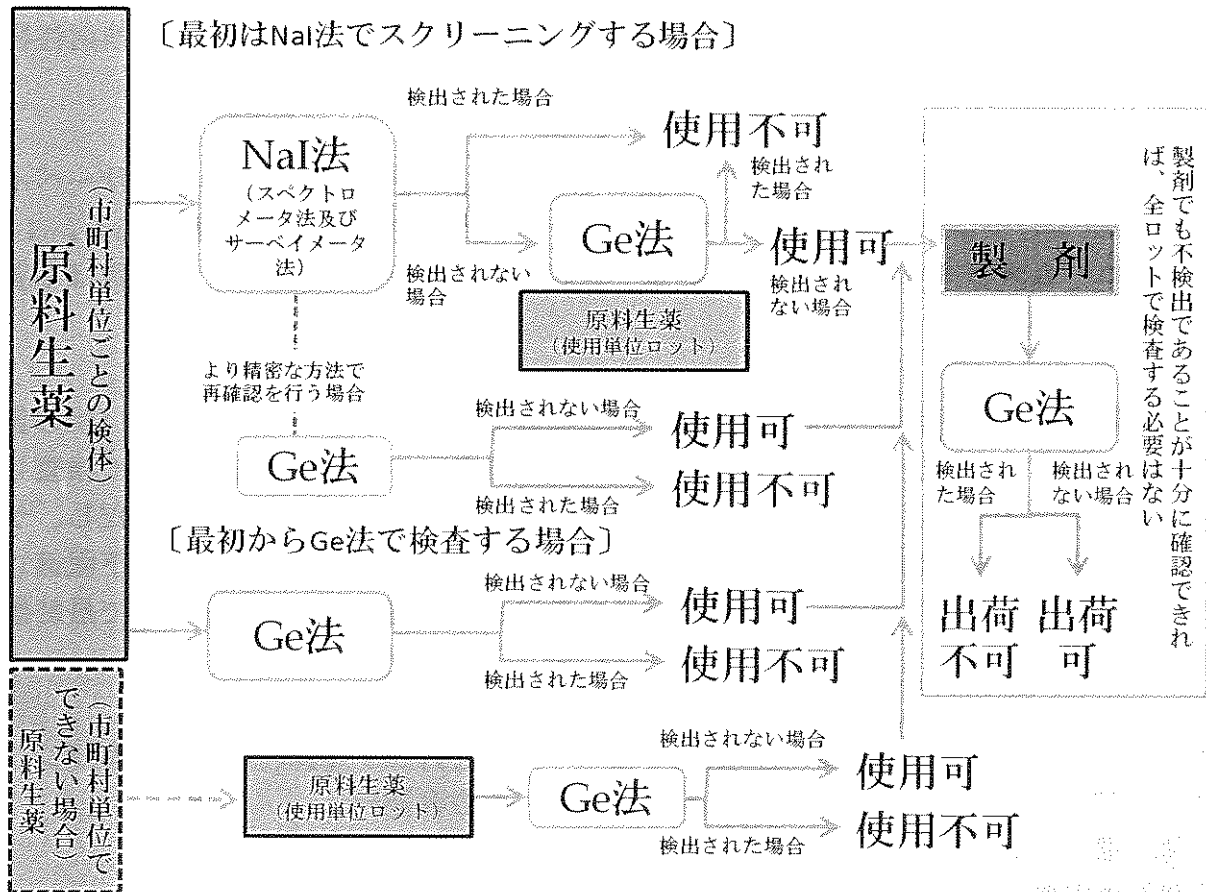 〔最初はNaI法でスクリーニングする場合〕
原料生薬
（市町村単位ごとの検体）
NaI法
（スペクトロ
メータ法及び
サーベイメータ
法）
検出された場合
使用不可
検出され
た場合
検出されない
場合
Ge法
使用可
検出され
ない場合
原料生薬
（使用単位ロット）
より精密な方法で
再確認を行う場合
Ge法
検出されない場合
使用可
検出された場合
使用不可
〔最初からGe法で検査する場合〕
Ge法
検出されない場合
使用可
検出された場合
使用不可
（市町村単位で
できない場合）
原料生薬
原料生薬
（使用単位ロット）
Ge法
検出されない場合
使用可
検出された場合
使用不可
製剤でも不検出であることが十分に確認できれ
ば、全ロットで検査する必要はない
製 剤
Ge法
検出され
た場合
検出され
ない場合
出荷
不可
出荷
可